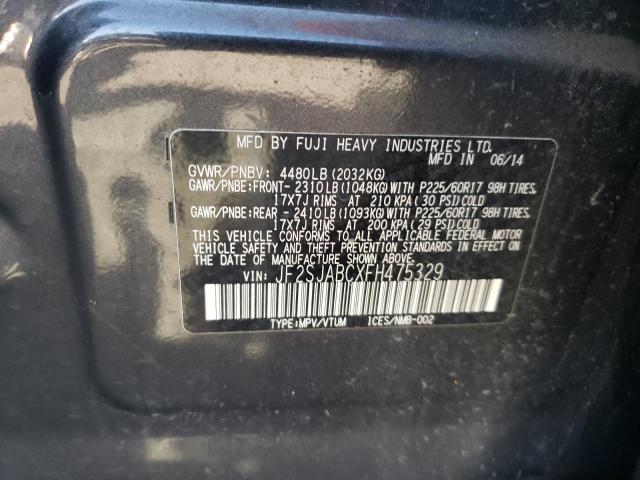 MFD BY FUJI HEAVY INDUSTRIES LTD.
MFD IN 06/14
GVWR/PNBV: 4480LB (2032KG)
GAWR/PNBE:FRONT- 2310LB (1048KG) WITH P225/60R17 98H TIRES,
17X7J RIMS, AT 210 KPA (30 PSI) COLD
GAWR/PNBE:REAR - 2410LB (1093KG) WITH P225/60R17 98H TIRES,
17X7J RIMS, AT 200 KPA (29 PSI) COLD
THIS VEHICLE CONFORMS TO ALL APPLICABLE FEDERAL MOTOR
VEHICLE SAFETY AND THEFT PREVENTION STANDARDS IN EFFECT
ON THE DATE OF MANUFACTURE SHOWN ABOVE.
VIN: JF2SJABCXFH475329
TYPE:MPV/VTUM ICES/NMB-002